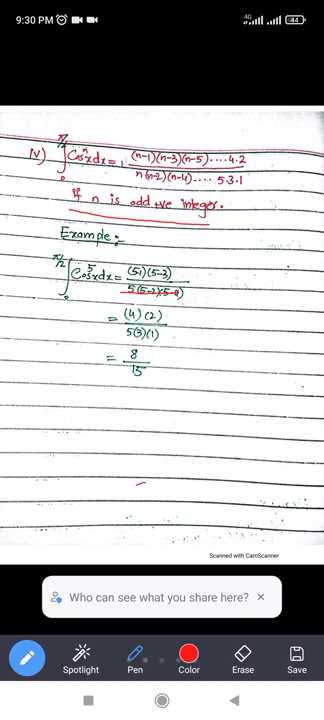 9:30 PM 4G 44
IV) ∫₀^{π/2} Cosⁿx dx = (n-1)(n-3)(n-5)....4.2 / n(n-2)(n-4).... 5.3.1
if n is odd +ve integer.
Example:-
∫₀^{π/2} Cos⁵x dx = (5-1)(5-3) / 5(5-2)(5-4)
= (4)(2) / 5(3)(1)
= 8 / 15
Scanned with CamScanner
Who can see what you share here? ×
Spotlight Pen Color Erase Save